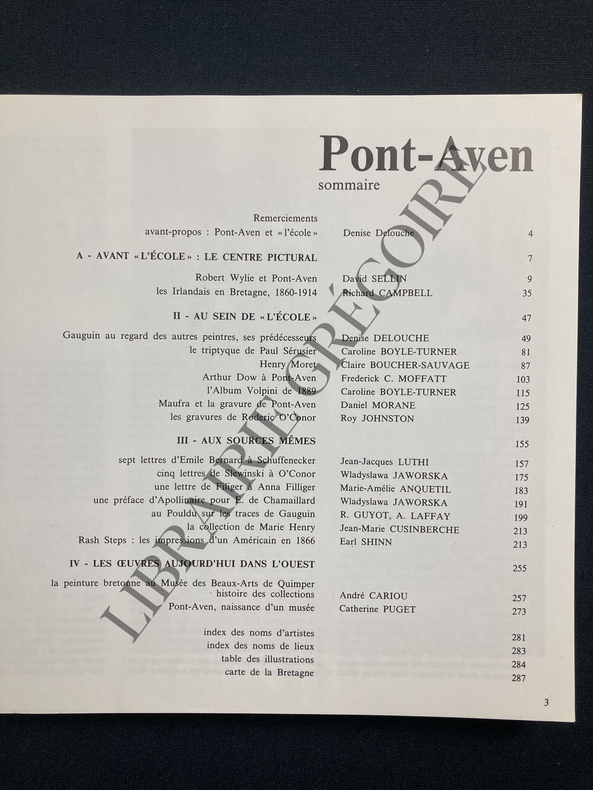 Pont-Aven
sommaire
Remerciements
avant-propos : Pont-Aven et «l'école» Denise Delouche 4
A - AVANT «L'ÉCOLE» : LE CENTRE PICTURAL 7
Robert Wylie et Pont-Aven David SELLIN 9
les Irlandais en Bretagne, 1860-1914 Richard CAMPBELL 35
II - AU SEIN DE «L'ÉCOLE» 47
Gauguin au regard des autres peintres, ses prédécesseurs Denise DELOUCHE 49
le triptyque de Paul Sérusier Caroline BOYLE-TURNER 81
Henry Moret Claire BOUCHER-SAUVAGE 87
Arthur Dow à Pont-Aven Frederick C. MOFFATT 103
l'Album Volpini de 1889 Caroline BOYLE-TURNER 115
Maufra et la gravure de Pont-Aven Daniel MORANE 125
les gravures de Roderic O'Conor Roy JOHNSTON 139
III - AUX SOURCES MÊMES 155
sept lettres d'Emile Bernard à Schuffenecker Jean-Jacques LUTHI 157
cinq lettres de Slewinski à O'Conor Wladyslawa JAWORSKA 175
une lettre de Filiger à Anna Filliger Marie-Amélie ANQUETIL 183
une préface d'Apollinaire pour E. de Chamaillard Wladyslawa JAWORSKA 191
au Pouldu sur les traces de Gauguin R. GUYOT, A. LAFFAY 199
la collection de Marie Henry Jean-Marie CUSINBERCHE 213
Rash Steps : les impressions d'un Américain en 1866 Earl SHINN 213
IV - LES ŒUVRES AUJOURD'HUI DANS L'OUEST 255
la peinture bretonne au Musée des Beaux-Arts de Quimper
histoire des collections André CARIOU 257
Pont-Aven, naissance d'un musée Catherine PUGET 273
index des noms d'artistes 281
index des noms de lieux 283
table des illustrations 284
carte de la Bretagne 287
3
LIBRAIRIE GRÉGOIRE